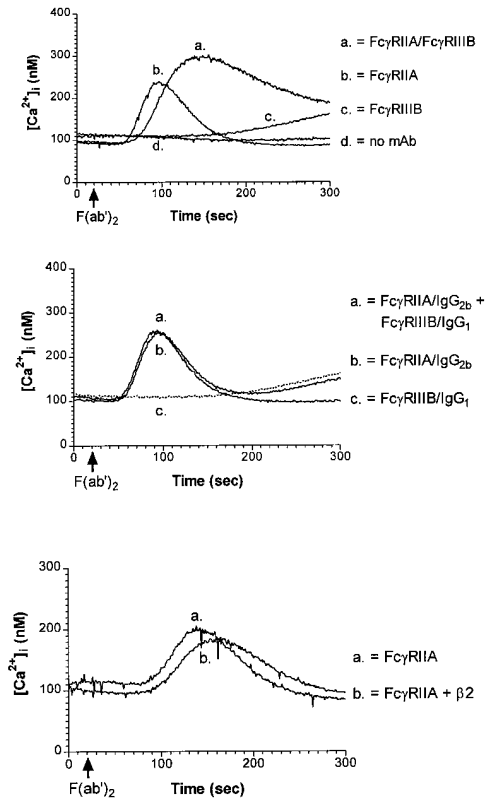 400
300
200
100
0
[Ca2+]i (nM)
a.
b.
c.
d.
0
100
200
300
F(ab')2
Time (sec)
a. = FcγRIIA/FcγRIIIB
b. = FcγRIIA
c. = FcγRIIIB
d. = no mAb
400
300
200
100
0
[Ca2+]i (nM)
a.
b.
c.
0
100
200
300
F(ab')2
Time (sec)
a. = FcγRIIA/IgG2b +
FcγRIIIB/IgG1
b. = FcγRIIA/IgG2b
c. = FcγRIIIB/IgG1
300
200
100
0
[Ca2+]i (nM)
a.
b.
0
100
200
300
F(ab')2
Time (sec)
a. = FcγRIIA
b. = FcγRIIA + β2